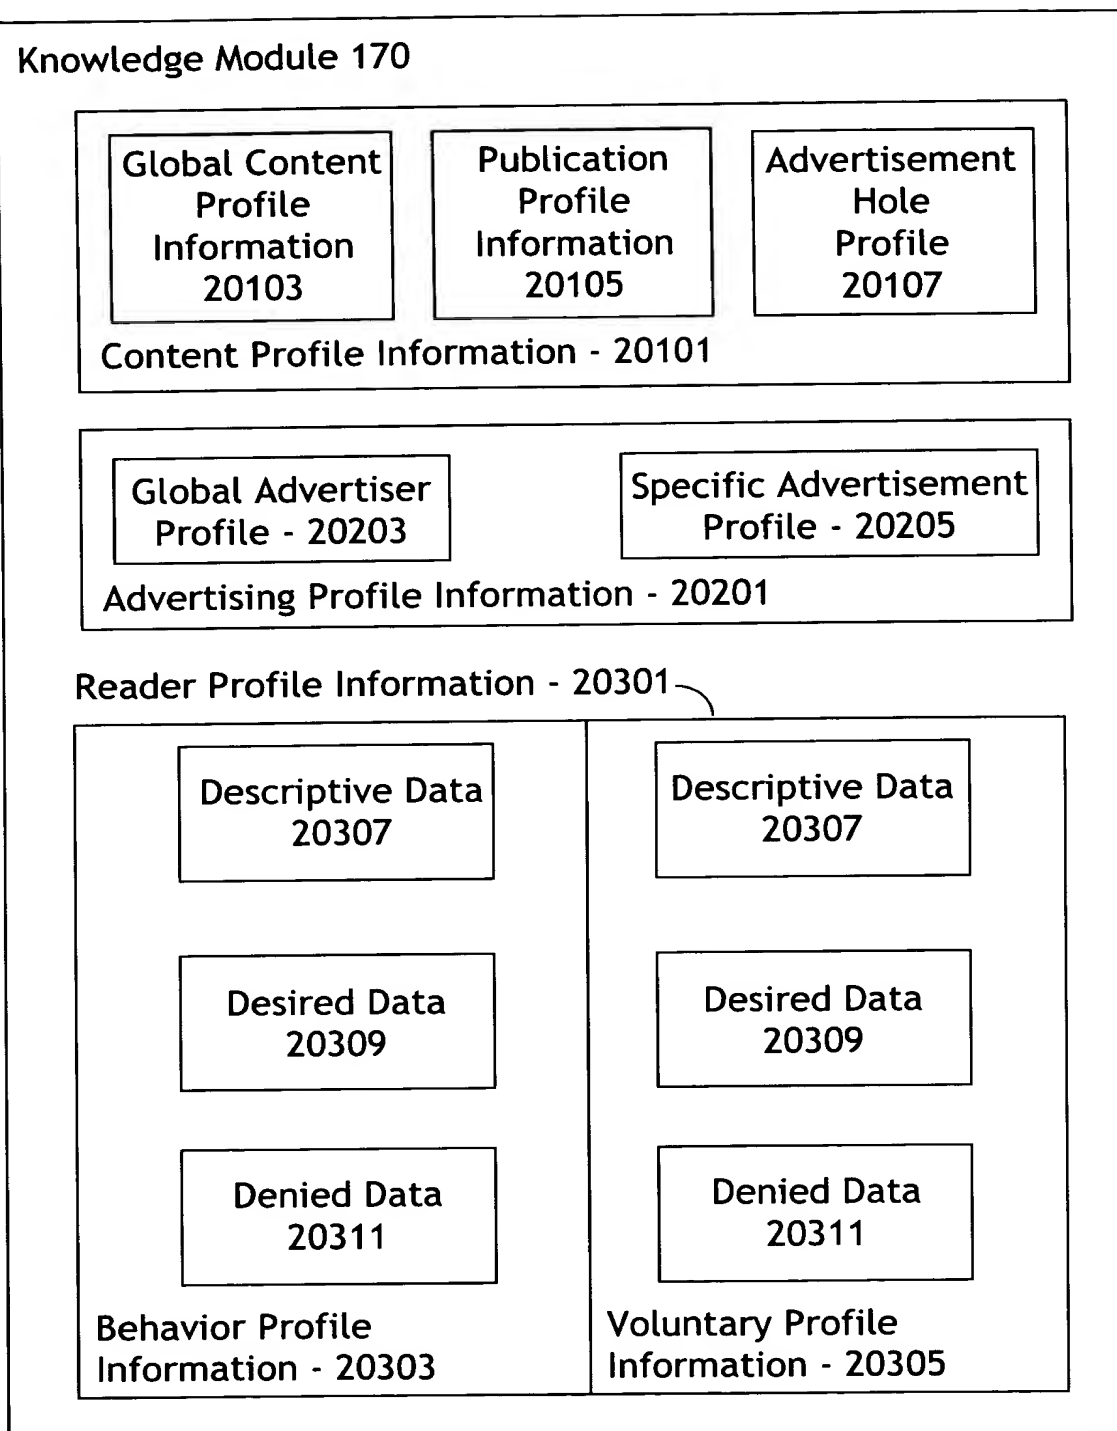 Knowledge Module 170
Global Content
Profile
Information
20103
Publication
Profile
Information
20105
Advertisement
Hole
Profile
20107
Content Profile Information - 20101
Global Advertiser
Profile - 20203
Specific Advertisement
Profile - 20205
Advertising Profile Information - 20201
Reader Profile Information - 20301
Descriptive Data
20307
Desired Data
20309
Denied Data
20311
Behavior Profile
Information - 20303
Descriptive Data
20307
Desired Data
20309
Denied Data
20311
Voluntary Profile
Information - 20305